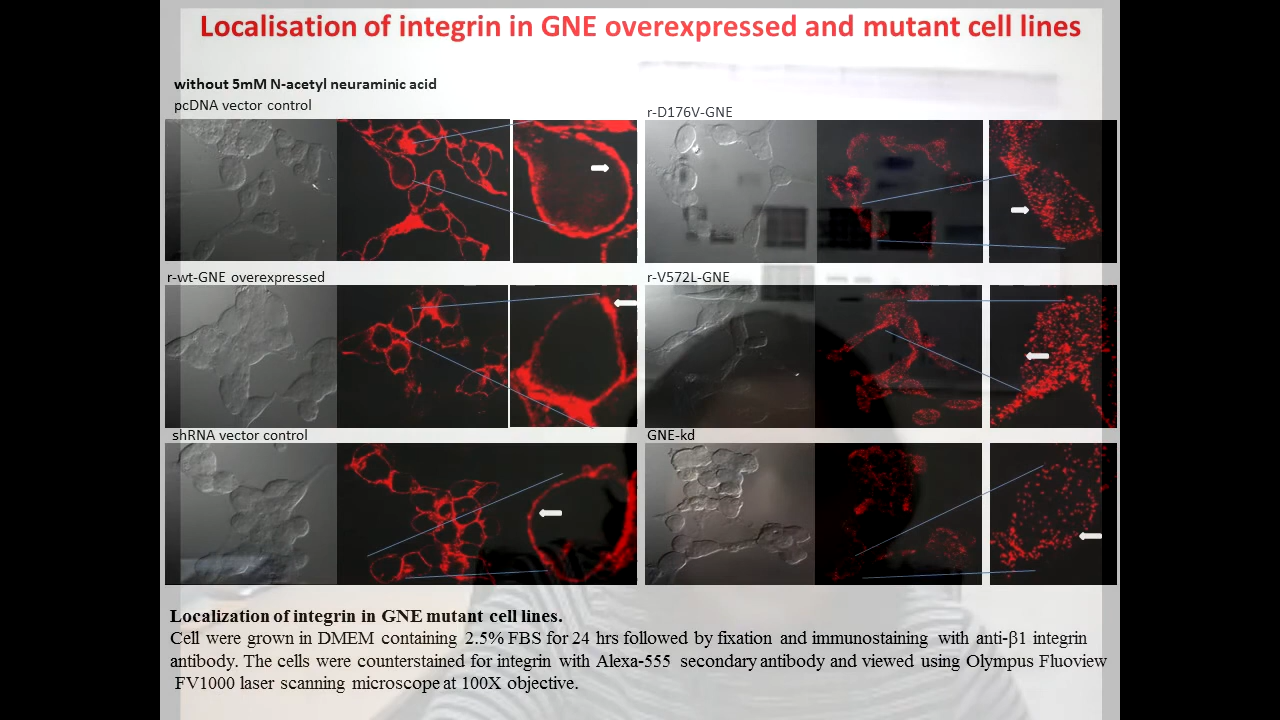 Localisation of integrin in GNE overexpressed and mutant cell lines
without 5mM N-acetyl neuraminic acid
pcDNA vector control
r-D176V-GNE
r-wt-GNE overexpressed
r-V572L-GNE
shRNA vector control
GNE-kd
Localization of integrin in GNE mutant cell lines.
Cell were grown in DMEM containing 2.5% FBS for 24 hrs followed by fixation and immunostaining with anti-β1 integrin
antibody. The cells were counterstained for integrin with Alexa-555 secondary antibody and viewed using Olympus Fluoview
FV1000 laser scanning microscope at 100X objective.